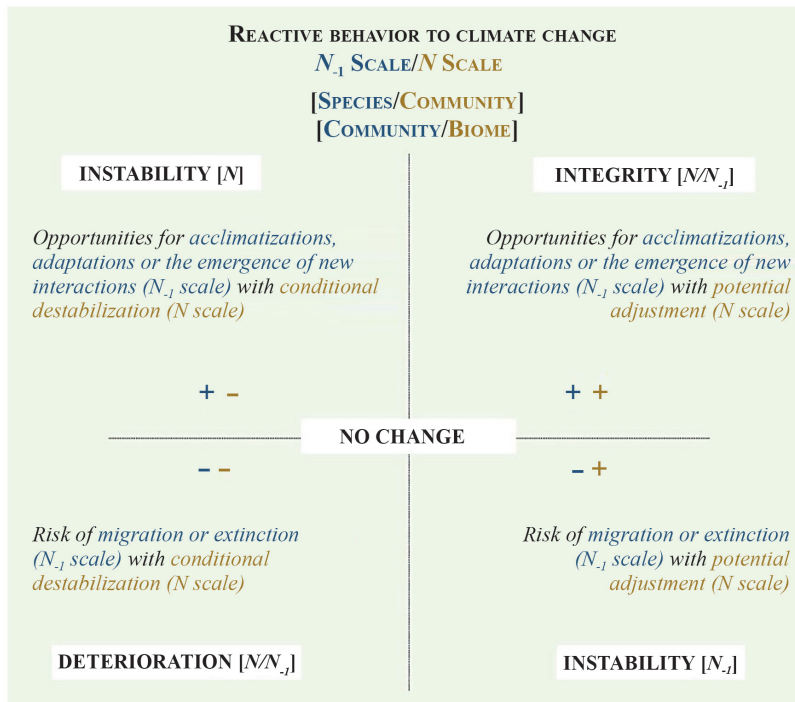 REACTIVE BEHAVIOR TO CLIMATE CHANGE
N-1 SCALE/N SCALE
[SPECIES/COMMUNITY]
[COMMUNITY/BIOME]
INSTABILITY [N]
Opportunities for acclimatizations,
adaptations or the emergence of new
interactions (N-1 scale) with conditional
destabilization (N scale)
+ −
INTEGRITY [N/N-1]
Opportunities for acclimatizations,
adaptations or the emergence of new
interactions (N-1 scale) with potential
adjustment (N scale)
+ +
NO CHANGE
− −
Risk of migration or extinction
(N-1 scale) with conditional
destabilization (N scale)
DETERIORATION [N/N-1]
− +
Risk of migration or extinction
(N-1 scale) with potential
adjustment (N scale)
INSTABILITY [N-1]